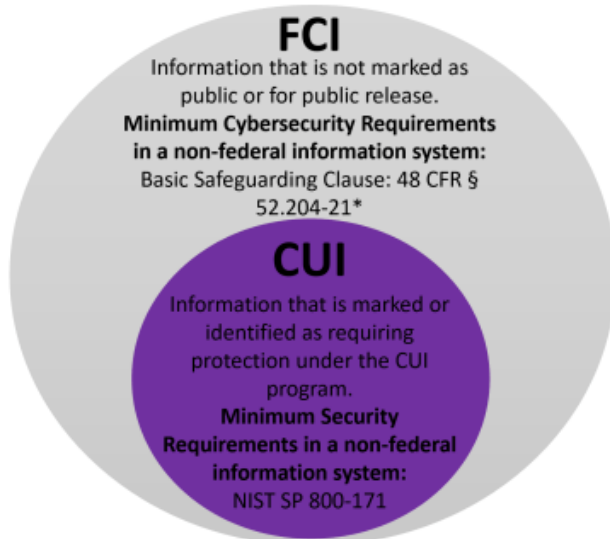 FCI
Information that is not marked as
public or for public release.
Minimum Cybersecurity Requirements
in a non-federal information system:
Basic Safeguarding Clause: 48 CFR §
52.204-21*
CUI
Information that is marked or
identified as requiring
protection under the CUI
program.
Minimum Security
Requirements in a non-federal
information system:
NIST SP 800-171